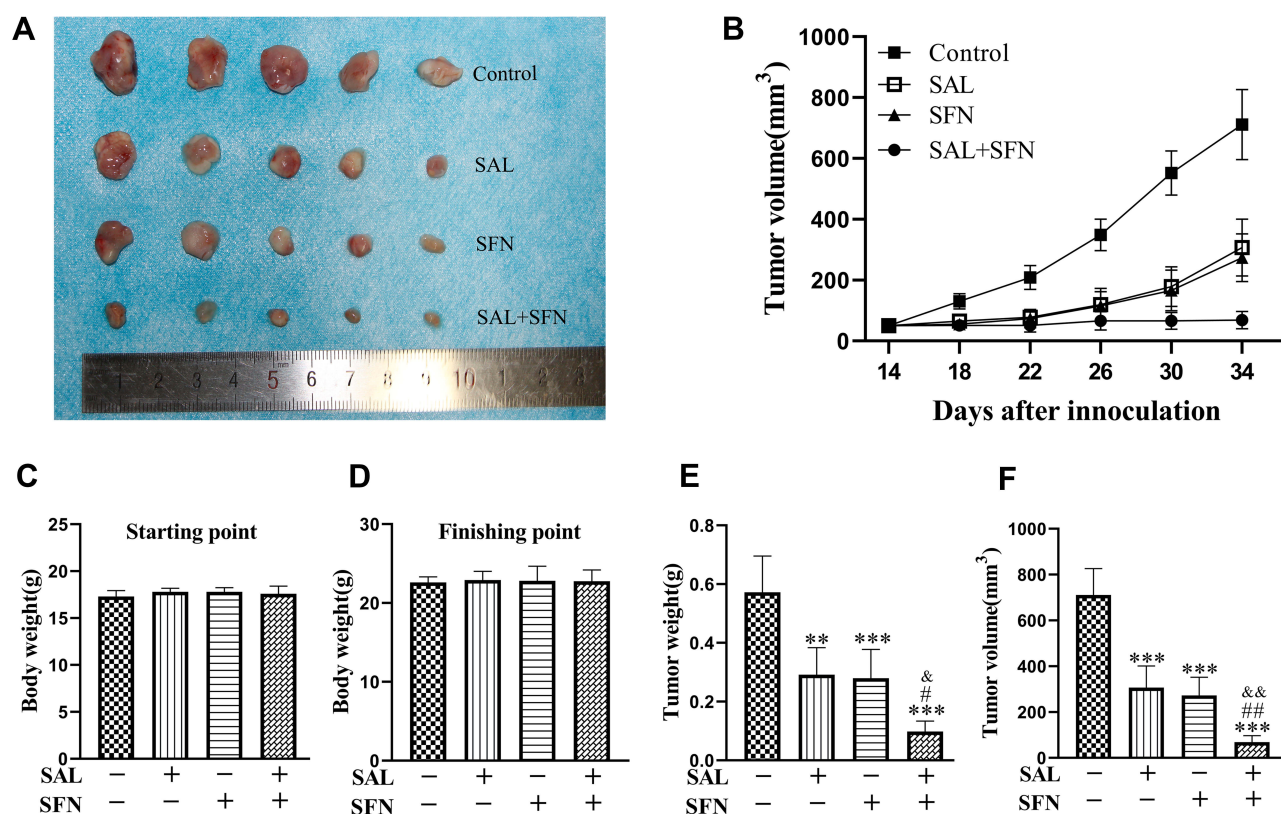 A
Control
SAL
SFN
SAL+SFN
mm
1 2 3 4 5 6 7 8 9 10 1 2 3
B
Tumor volume(mm³)
1000
800
600
400
200
0
Control
SAL
SFN
SAL+SFN
14 18 22 26 30 34
Days after innoculation
C
Starting point
Body weight(g)
25
20
15
10
5
0
SAL − + − +
SFN − − + +
D
Finishing point
Body weight(g)
30
20
10
0
− + − +
− − + +
E
Tumor weight(g)
0.8
0.6
0.4
0.2
0.0
**
***
&
#
***
SAL − + − +
SFN − − + +
F
Tumor volume(mm³)
1000
800
600
400
200
0
***
***
&&
##
***
SAL − + − +
SFN − − + +